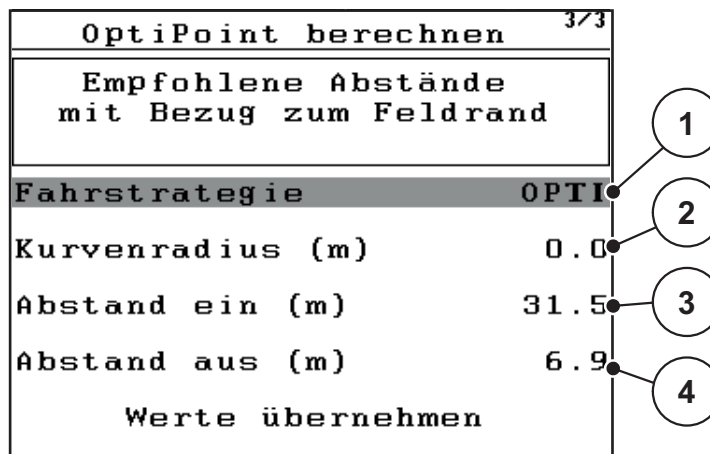 OptiPoint berechnen 3/3
Empfohlene Abstände
mit Bezug zum Feldrand
Fahrstrategie OPTI
1
Kurvenradius (m) 0.0
2
Abstand ein (m) 31.5
3
Abstand aus (m) 6.9
4
Werte übernehmen